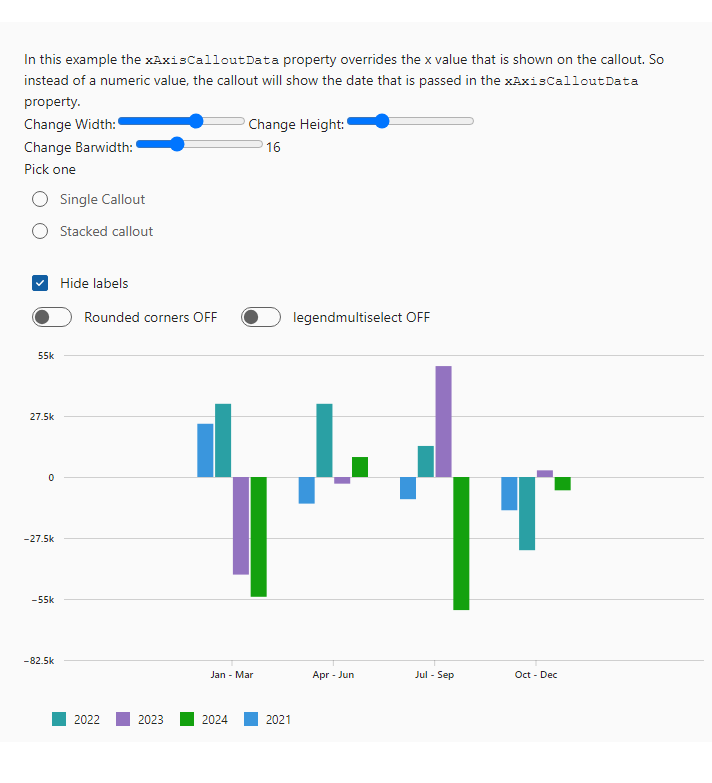 In this example the xAxisCalloutData property overrides the x value that is shown on the callout. So
instead of a numeric value, the callout will show the date that is passed in the xAxisCalloutData
property.
Change Width: Change Height:
Change Barwidth: 16
Pick one
Single Callout
Stacked callout
Hide labels
Rounded corners OFF legendmultiselect OFF
55k
27.5k
0
−27.5k
−55k
−82.5k
Jan - Mar Apr - Jun Jul - Sep Oct - Dec
2022 2023 2024 2021